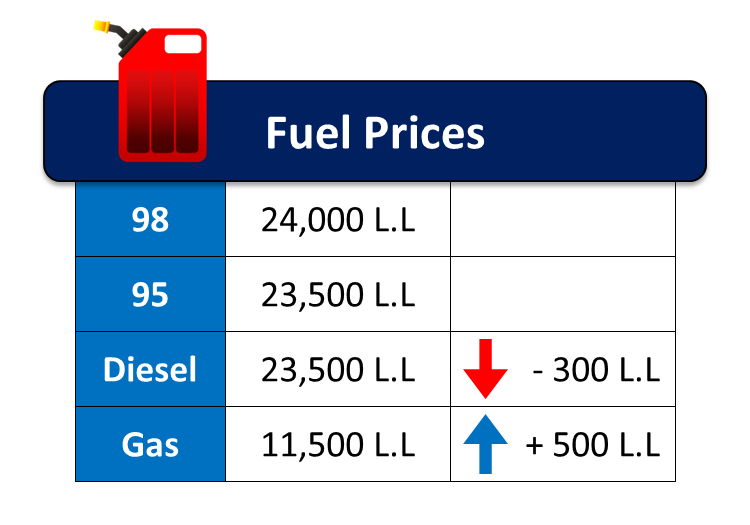 Fuel Prices
98 24,000 L.L
95 23,500 L.L
Diesel 23,500 L.L - 300 L.L
Gas 11,500 L.L + 500 L.L